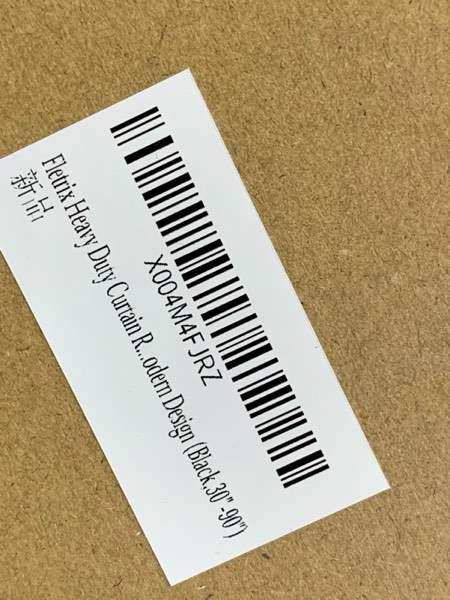 X004M4FJRZ
Fletrix Heavy Duty Curtain R...odern Design (Black,30"-90")
新品